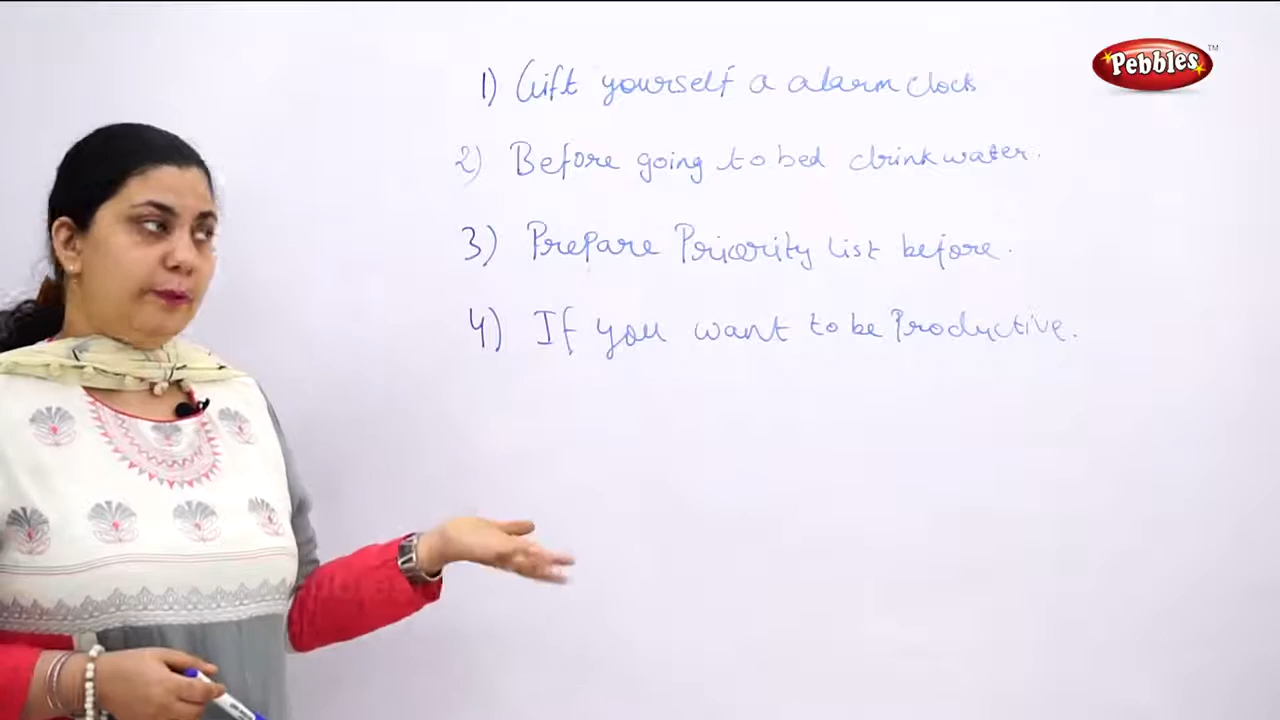 1) Gift yourself a alarm clock
Pebbles TM
2) Before going to bed drink water.
3) Prepare Priority list before.
4) If you want to be Productive.